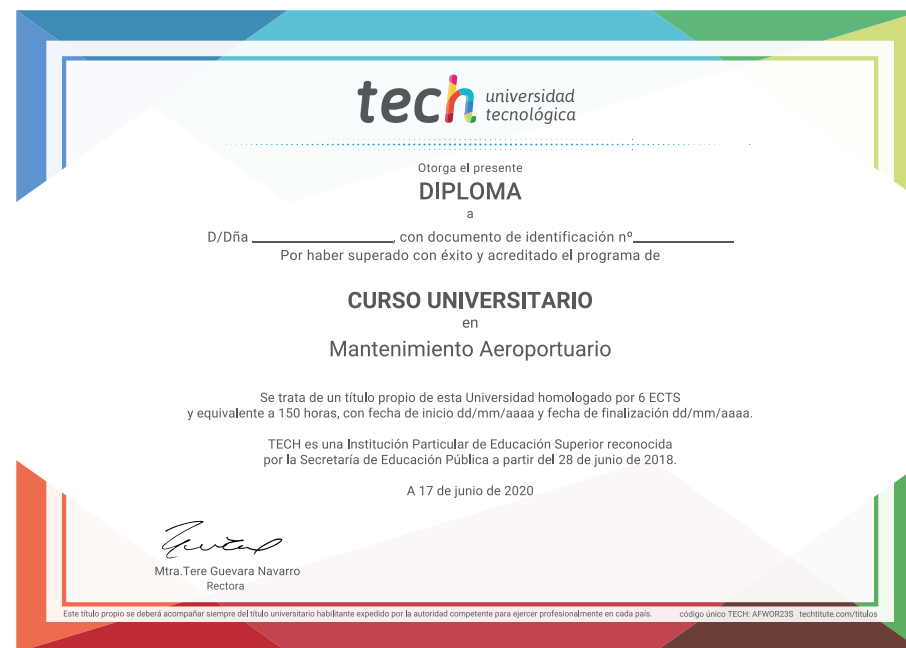 tech universidad
tecnológica
Otorga el presente
DIPLOMA
a
D/Dña ____________________, con documento de identificación nº______________
Por haber superado con éxito y acreditado el programa de
CURSO UNIVERSITARIO
en
Mantenimiento Aeroportuario
Se trata de un título propio de esta Universidad homologado por 6 ECTS
y equivalente a 150 horas, con fecha de inicio dd/mm/aaaa y fecha de finalización dd/mm/aaaa.
TECH es una Institución Particular de Educación Superior reconocida
por la Secretaría de Educación Pública a partir del 28 de junio de 2018.
A 17 de junio de 2020
Mtra.Tere Guevara Navarro
Rectora
Este título propio se deberá acompañar siempre del título universitario habilitante expedido por la autoridad competente para ejercer profesionalmente en cada país. código único TECH: AFWOR23S techtitute.com/títulos